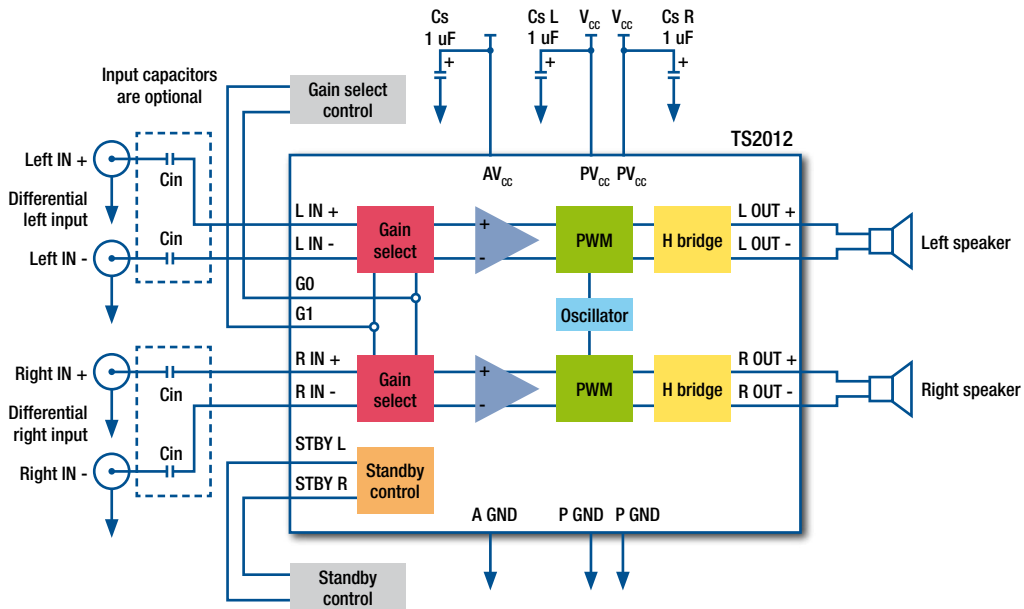 Cs
1 uF
Cs L
1 uF
Vcc
Vcc
Cs R
1 uF
Input capacitors
are optional
Gain select
control
TS2012
Left IN +
Cin
AVcc
PVcc
PVcc
Differential
left input
L IN +
L IN -
Gain
select
+
-
PWM
H bridge
L OUT +
L OUT -
Left speaker
Left IN -
Cin
G0
G1
Oscillator
Right IN +
Cin
R IN +
R IN -
Gain
select
+
-
PWM
H bridge
R OUT +
R OUT -
Right speaker
Differential
right input
Right IN -
Cin
STBY L
STBY R
Standby
control
A GND
P GND
P GND
Standby
control
+
+
+